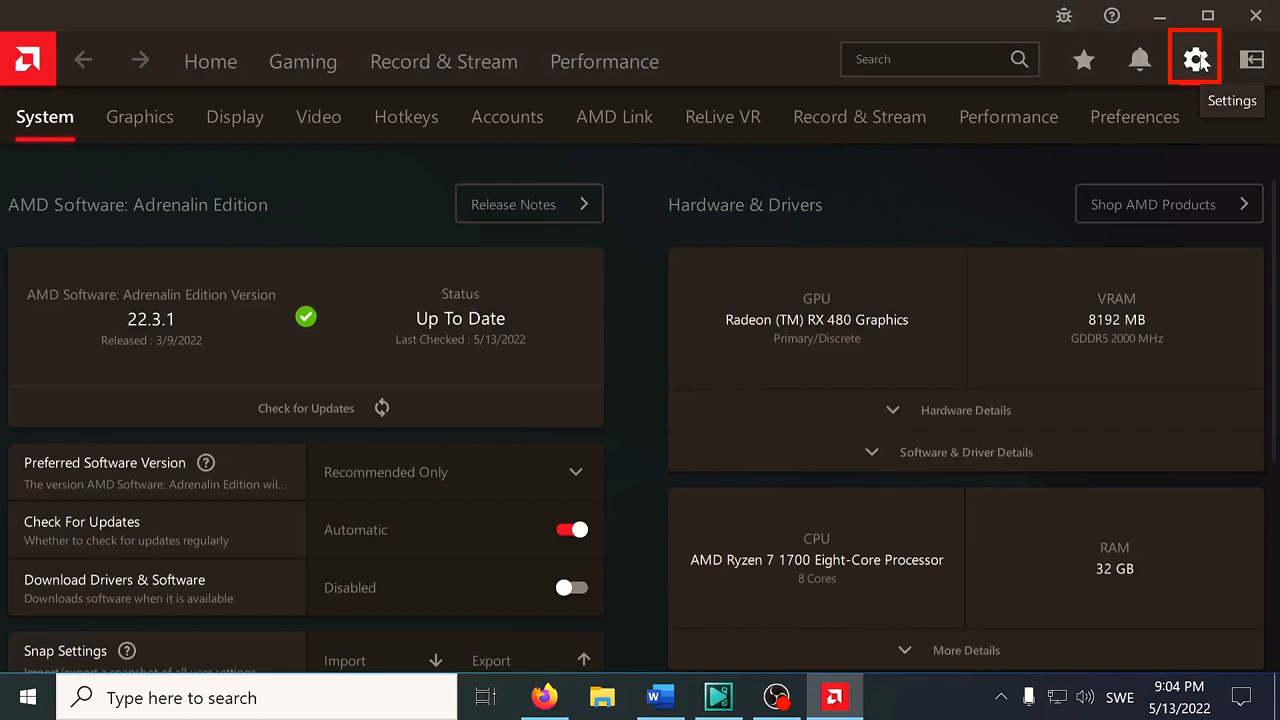 Home
Gaming
Record & Stream
Performance
Search
Settings
System
Graphics
Display
Video
Hotkeys
Accounts
AMD Link
ReLive VR
Record & Stream
Performance
Preferences
AMD Software: Adrenalin Edition
Release Notes
Hardware & Drivers
Shop AMD Products
AMD Software: Adrenalin Edition Version
22.3.1
Released : 3/9/2022
Status
Up To Date
Last Checked : 5/13/2022
Check for Updates
GPU
Radeon (TM) RX 480 Graphics
Primary/Discrete
VRAM
8192 MB
GDDR5 2000 MHz
Hardware Details
Software & Driver Details
Preferred Software Version
The version AMD Software: Adrenalin Edition wil...
Recommended Only
Check For Updates
Whether to check for updates regularly
Automatic
Download Drivers & Software
Downloads software when it is available
Disabled
Snap Settings
Import/export a snapshot of all user settings
Import
Export
CPU
AMD Ryzen 7 1700 Eight-Core Processor
8 Cores
RAM
32 GB
More Details
Type here to search
SWE
9:04 PM
5/13/2022